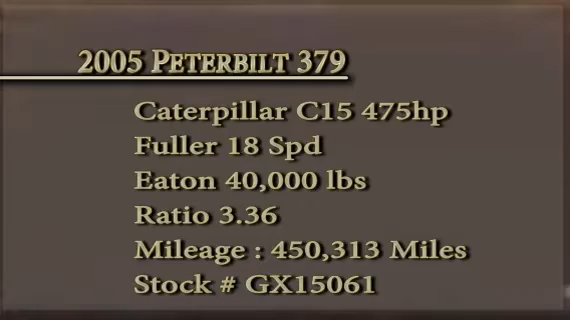 2005 Peterbilt 379
Caterpillar C15 475hp
Fuller 18 Spd
Eaton 40,000 lbs
Ratio 3.36
Mileage : 450,313 Miles
Stock # GX15061